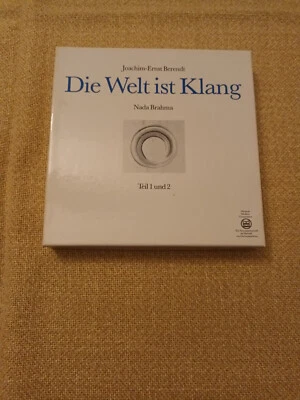 Joachim-Ernst Berendt
Die Welt ist Klang
Nada Brahma
Teil 1 und 2